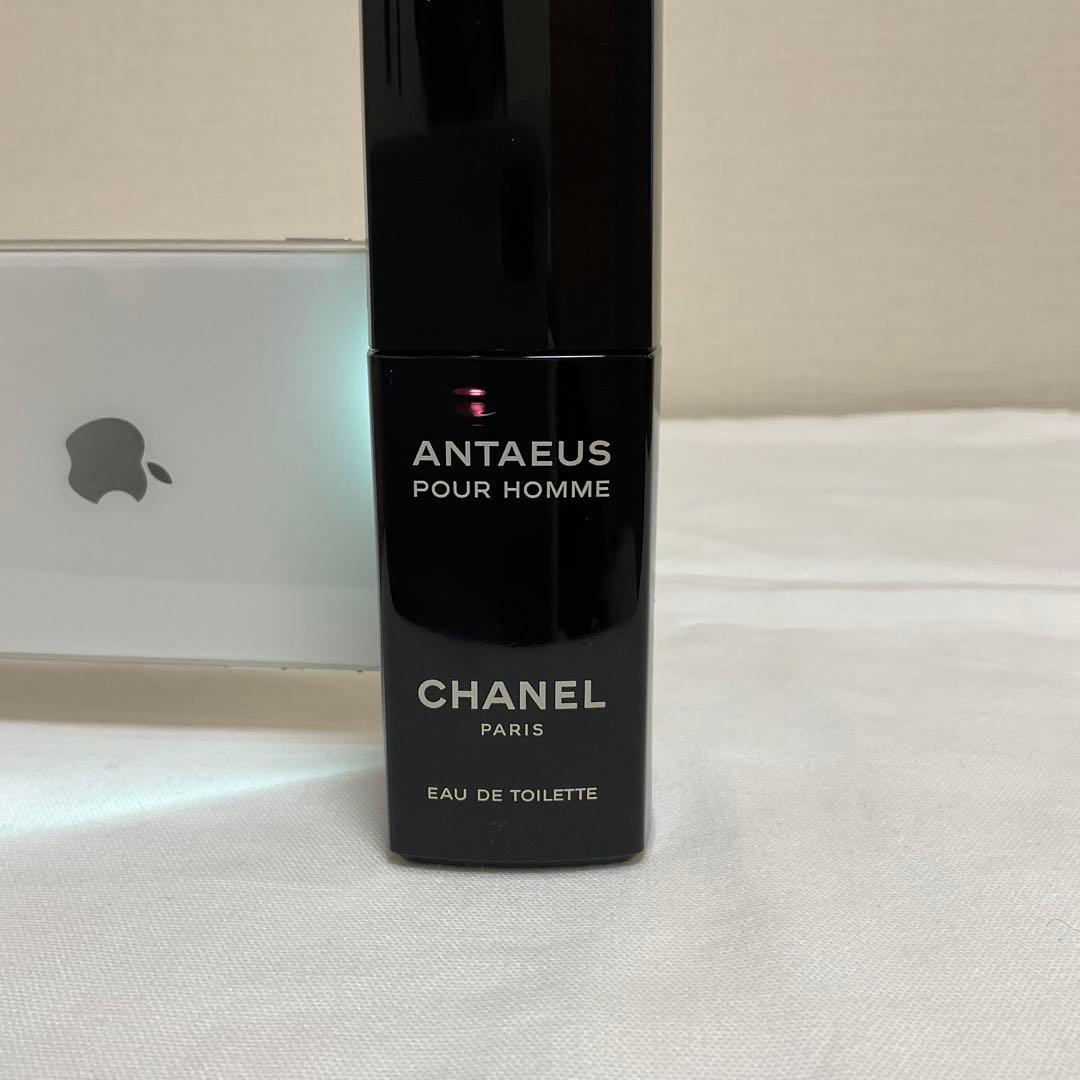 ANTAEUS
POUR HOMME
CHANEL
PARIS
EAU DE TOILETTE